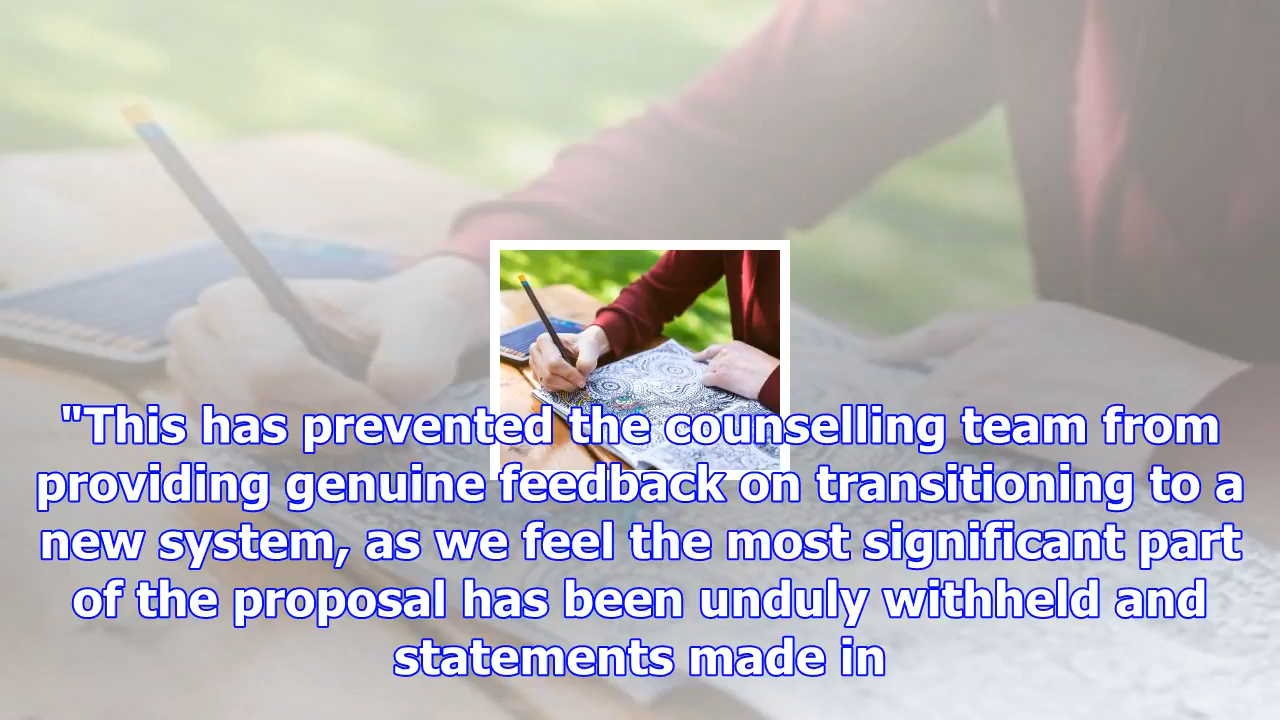 "This has prevented the counselling team from
providing genuine feedback on transitioning to a
new system, as we feel the most significant part
of the proposal has been unduly withheld and
statements made in